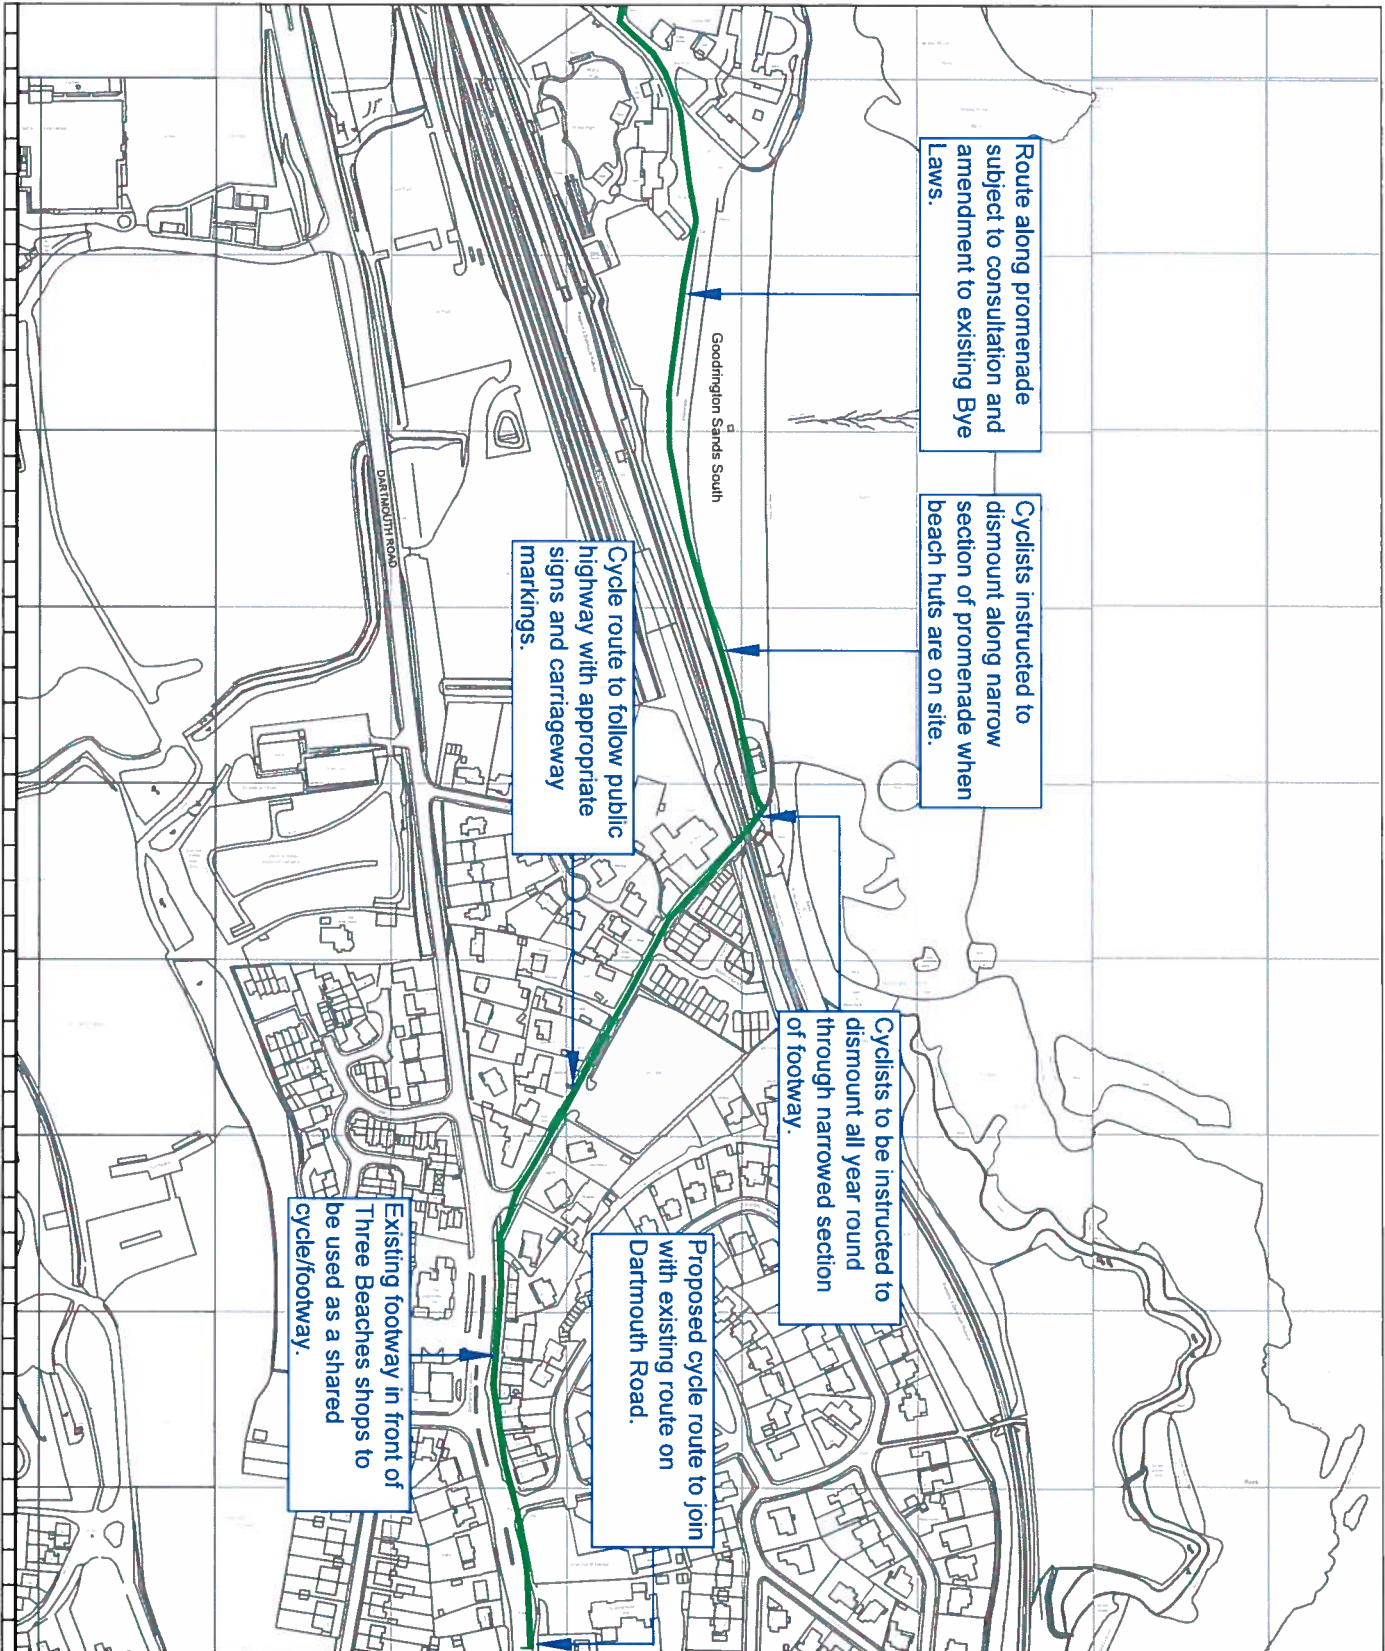 Route along promenade
subject to consultation and
amendment to existing Bye
Laws.
Cyclists instructed to
dismount along narrow
section of promenade when
beach huts are on site.
Goodrington Sands South
DARTMOUTH ROAD
Cycle route to follow public
highway with appropriate
signs and carriageway
markings.
Cyclists to be instructed to
dismount all year round
through narrowed section
of footway.
Proposed cycle route to join
with existing route on
Dartmouth Road.
Existing footway in front of
Three Beaches shops to
be used as a shared
cycle/footway.
Rock